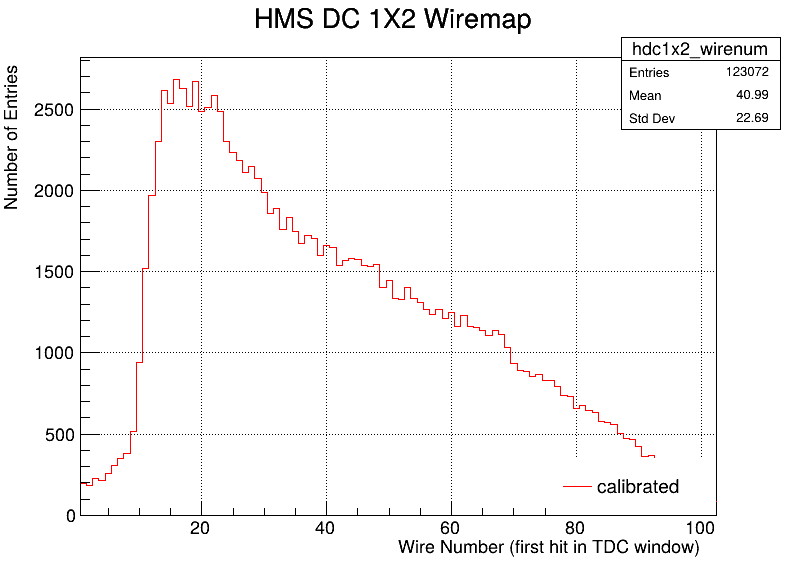 HMS DC 1X2 Wiremap
hdc1x2_wirenum
Entries 123072
Mean 40.99
Std Dev 22.69
Number of Entries
2500
2000
1500
1000
500
0
20 40 60 80 100
Wire Number (first hit in TDC window)
calibrated